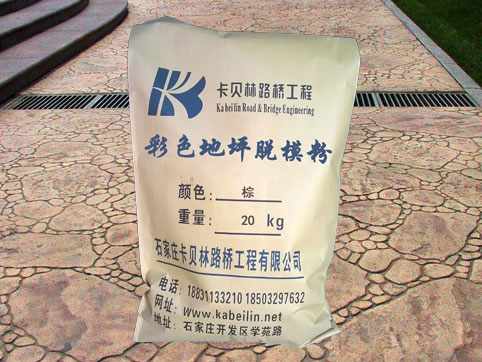 卡贝林路桥工程
Kabeilin Road & Bridge Engineering
彩色地坪脱模粉
颜色: 棕
重量: 20 kg
石家庄卡贝林路桥工程有限公司
电话: 18831133210 18503297632
网址: www.kabeilin.net
地址: 石家庄开发区学苑路